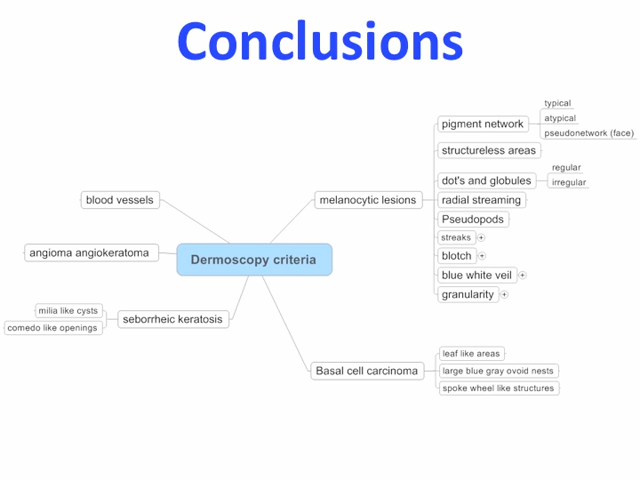 Conclusions
Dermoscopy criteria
blood vessels
angioma angiokeratoma
seborrheic keratosis
milia like cysts
comedo like openings
melanocytic lesions
pigment network
typical
atypical
pseudonetwork (face)
structureless areas
dot's and globules
regular
irregular
radial streaming
Pseudopods
streaks
blotch
blue white veil
granularity
Basal cell carcinoma
leaf like areas
large blue gray ovoid nests
spoke wheel like structures